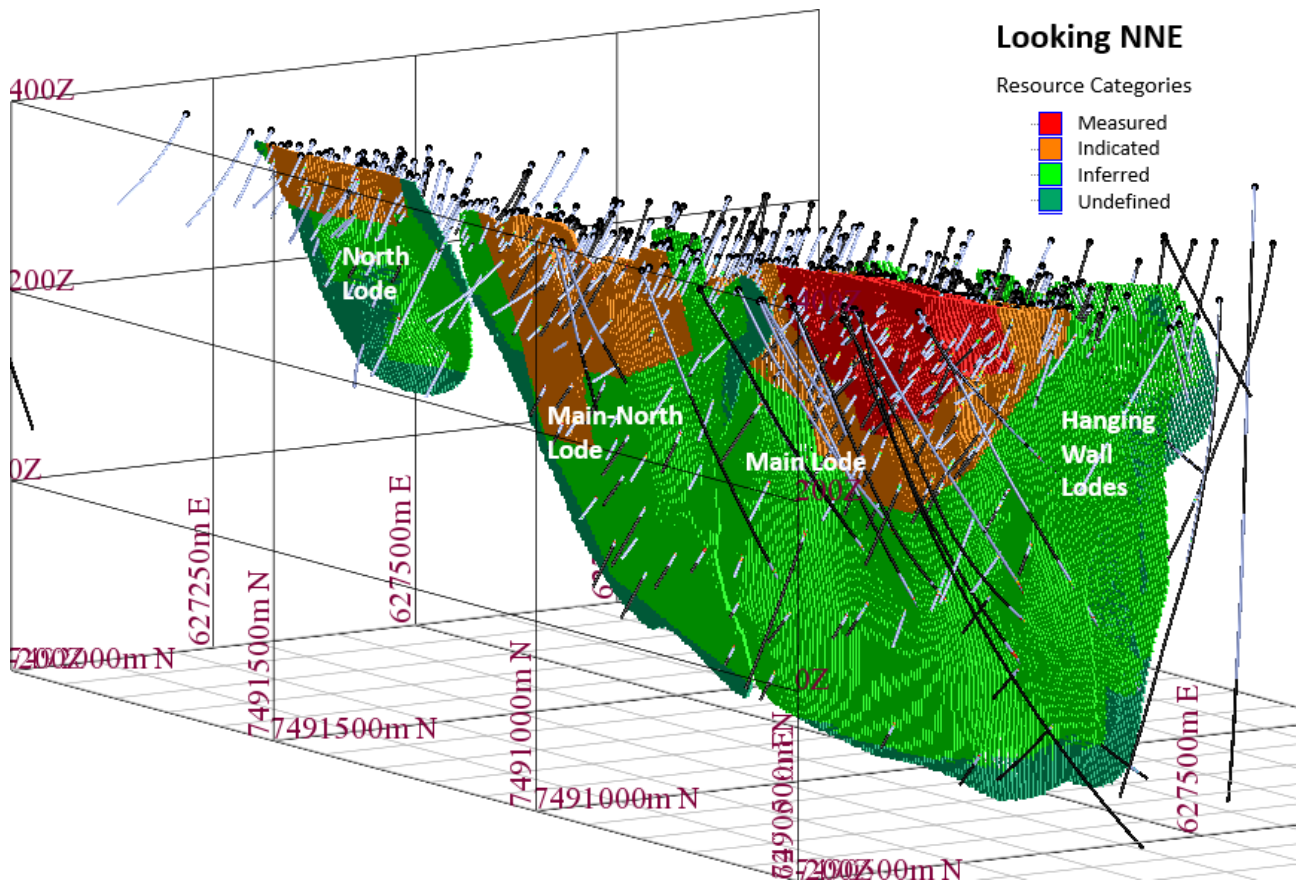 Looking NNE
Resource Categories
Measured
Indicated
Inferred
Undefined
400Z
200Z
0Z
North
Lode
Main-North
Lode
Main Lode
Hanging
Wall
Lodes
200Z
0Z
627250m E
627500m E
7491500m N
7491500m N
7491000m N
7491000m N
627500m E